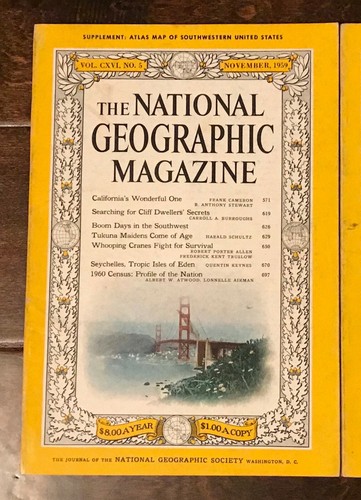 SUPPLEMENT: ATLAS MAP OF SOUTHWESTERN UNITED STATES
VOL. CXVI, NO. 5 NOVEMBER, 1959
THE NATIONAL
GEOGRAPHIC
MAGAZINE
California's Wonderful One FRANK CAMERON 571
B. ANTHONY STEWART
Searching for Cliff Dwellers' Secrets 619
CARROLL A. BURROUGHS
Boom Days in the Southwest 626
Tukuna Maidens Come of Age HARALD SCHULTZ 629
Whooping Cranes Fight for Survival 650
ROBERT PORTER ALLEN
FREDERICK KENT TRUSLOW
Seychelles, Tropic Isles of Eden QUENTIN KEYNES 670
1960 Census: Profile of the Nation 697
ALBERT W. ATWOOD, LONNELLE AIKMAN
$8.00 A YEAR $1.00 A COPY
THE JOURNAL OF THE NATIONAL GEOGRAPHIC SOCIETY WASHINGTON, D. C.